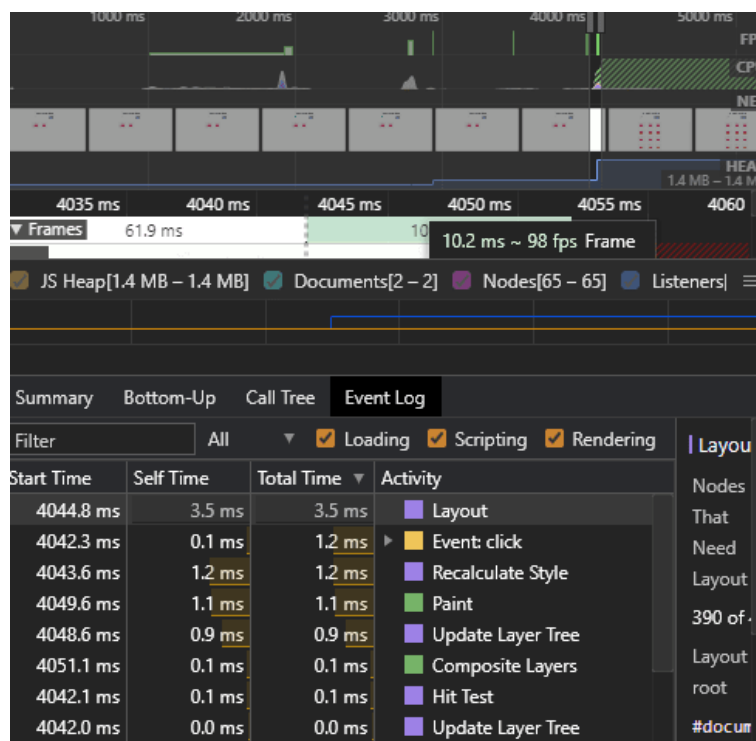 1000 ms 2000 ms 3000 ms 4000 ms 5000 ms
FP
CP
NE
HEA
1.4 MB – 1.4 M
4035 ms 4040 ms 4045 ms 4050 ms 4055 ms 4060
▼ Frames 61.9 ms 10
10.2 ms ~ 98 fps Frame
JS Heap[1.4 MB – 1.4 MB] Documents[2 – 2] Nodes[65 – 65] Listeners[
Summary Bottom-Up Call Tree Event Log
Filter All ▼ Loading Scripting Rendering
Start Time Self Time Total Time ▼ Activity
4044.8 ms 3.5 ms 3.5 ms Layout
4042.3 ms 0.1 ms 1.2 ms Event: click
4043.6 ms 1.2 ms 1.2 ms Recalculate Style
4049.6 ms 1.1 ms 1.1 ms Paint
4048.6 ms 0.9 ms 0.9 ms Update Layer Tree
4051.1 ms 0.1 ms 0.1 ms Composite Layers
4042.1 ms 0.1 ms 0.1 ms Hit Test
4042.0 ms 0.0 ms 0.0 ms Update Layer Tree
Layou
Nodes
That
Need
Layout
390 of
Layout
root
#docum